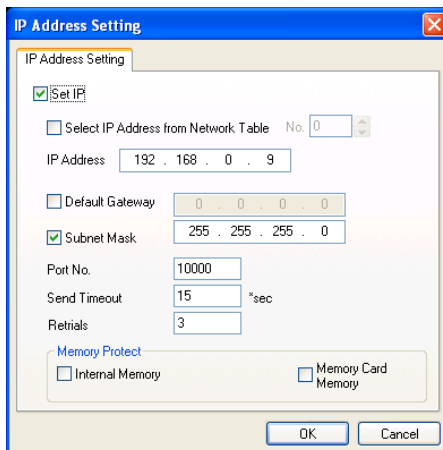 IP Address Setting
IP Address Setting
Set IP
Select IP Address from Network Table No. 0
IP Address 192 . 168 . 0 . 9
Default Gateway 0 . 0 . 0 . 0
Subnet Mask 255 . 255 . 255 . 0
Port No. 10000
Send Timeout 15 *sec
Retrials 3
Memory Protect
Internal Memory Memory Card
Memory
OK Cancel